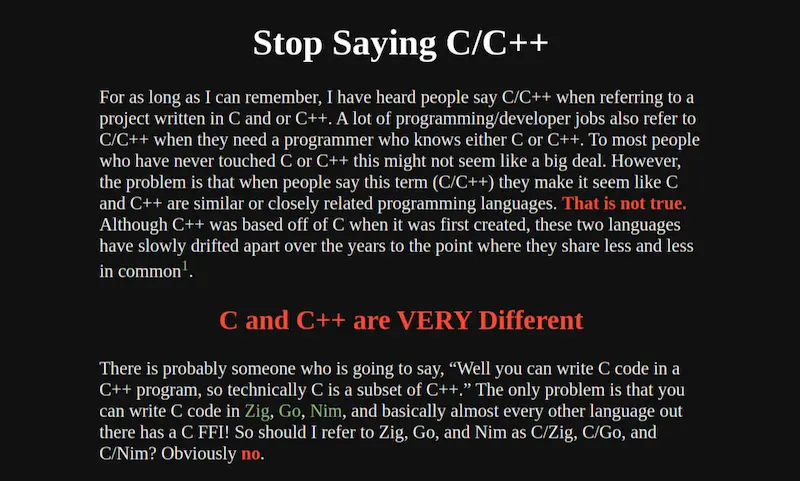 Stop Saying C/C++
For as long as I can remember, I have heard people say C/C++ when referring to a
project written in C and or C++. A lot of programming/developer jobs also refer to
C/C++ when they need a programmer who knows either C or C++. To most people
who have never touched C or C++ this might not seem like a big deal. However,
the problem is that when people say this term (C/C++) they make it seem like C
and C++ are similar or closely related programming languages. That is not true.
Although C++ was based off of C when it was first created, these two languages
have slowly drifted apart over the years to the point where they share less and less
in common¹.
C and C++ are VERY Different
There is probably someone who is going to say, “Well you can write C code in a
C++ program, so technically C is a subset of C++.” The only problem is that you
can write C code in Zig, Go, Nim, and basically almost every other language out
there has a C FFI! So should I refer to Zig, Go, and Nim as C/Zig, C/Go, and
C/Nim? Obviously no.